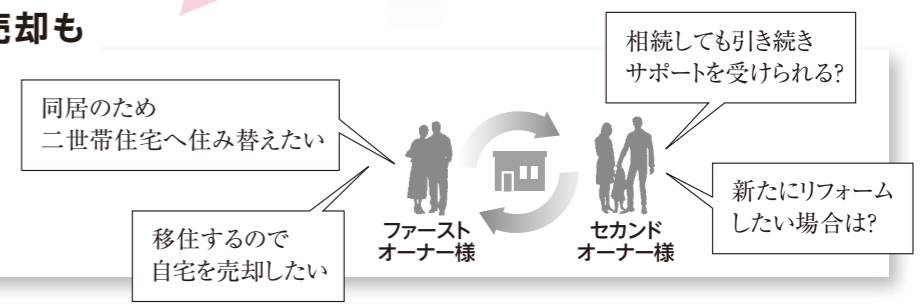 売却も
同居のため
二世帯住宅へ住み替えたい
移住するので
自宅を売却したい
ファースト
オーナー様
セカンド
オーナー様
相続しても引き続き
サポートを受けられる?
新たにリフォーム
したい場合は?